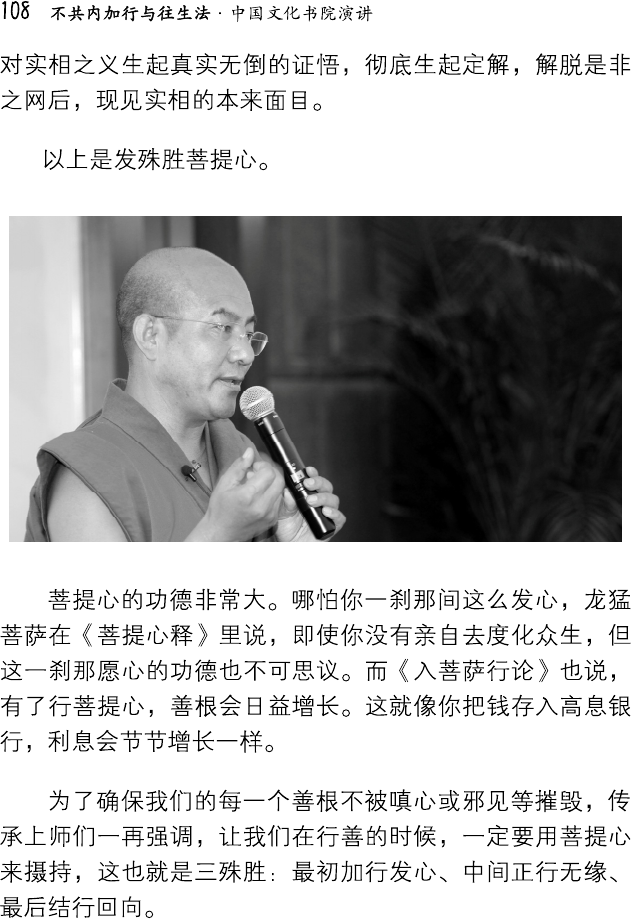 108 不共内加行与往生法·中国文化书院演讲
对实相之义生起真实无倒的证悟，彻底生起定解，解脱是非
之网后，现见实相的本来面目。
以上是发殊胜菩提心。
菩提心的功德非常大。哪怕你一刹那间这么发心，龙猛
菩萨在《菩提心释》里说，即使你没有亲自去度化众生，但
这一刹那愿心的功德也不可思议。而《入菩萨行论》也说，
有了行菩提心，善根会日益增长。这就像你把钱存入高息银
行，利息会节节增长一样。
为了确保我们的每一个善根不被嗔心或邪见等摧毁，传
承上师们一再强调，让我们在行善的时候，一定要用菩提心
来摄持，这也就是三殊胜：最初加行发心、中间正行无缘、
最后结行回向。